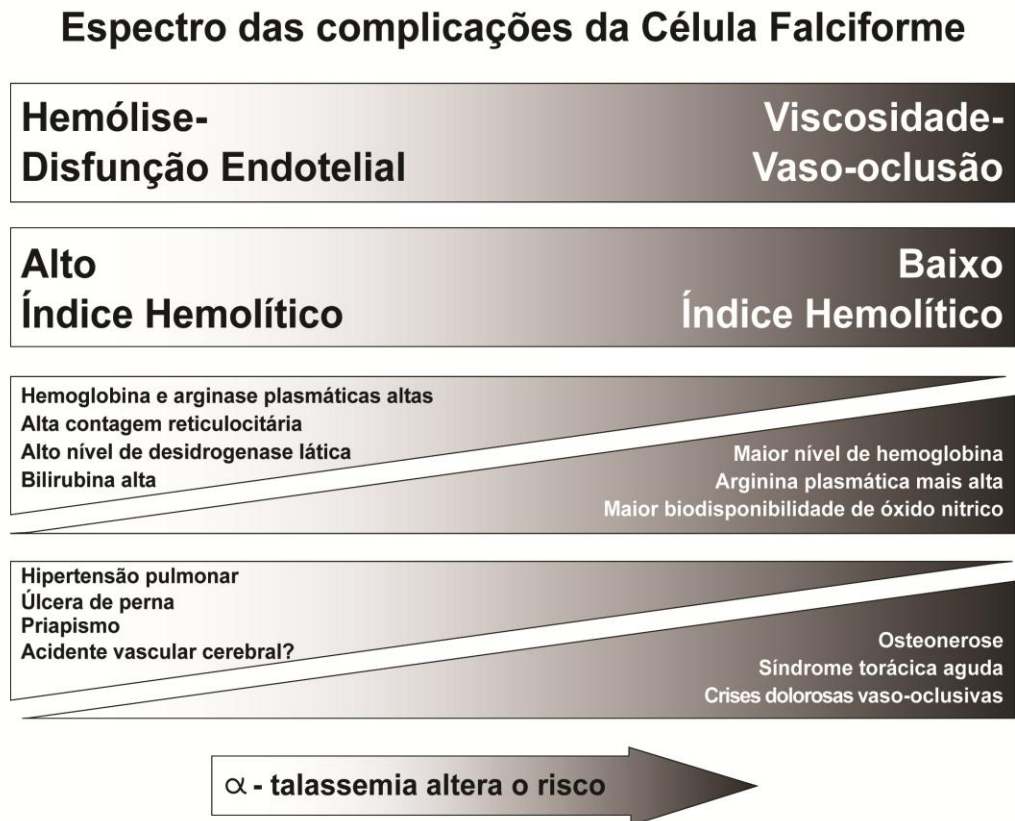 Espectro das complicações da Célula Falciforme
Hemólise-
Disfunção Endotelial
Viscosidade-
Vaso-oclusão
Alto
Índice Hemolítico
Baixo
Índice Hemolítico
Hemoglobina e arginase plasmáticas altas
Alta contagem reticulocitária
Alto nível de desidrogenase lática
Bilirubina alta
Maior nível de hemoglobina
Arginina plasmática mais alta
Maior biodisponibilidade de óxido nitrico
Hipertensão pulmonar
Úlcera de perna
Priapismo
Acidente vascular cerebral?
Osteonerose
Síndrome torácica aguda
Crises dolorosas vaso-oclusivas
α - talassemia altera o risco